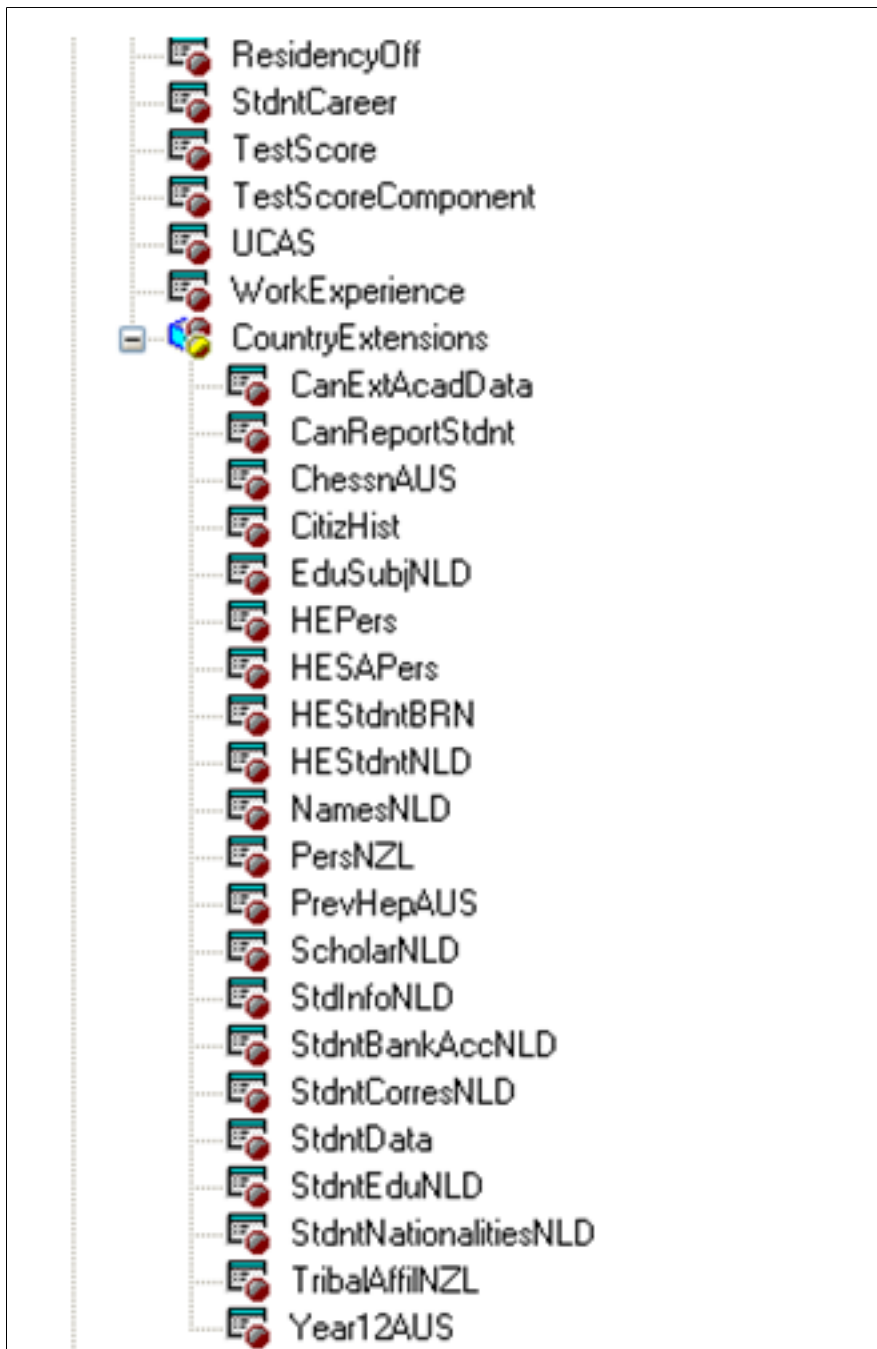 ResidencyOff
StdntCareer
TestScore
TestScoreComponent
UCAS
WorkExperience
CountryExtensions
CanExtAcadData
CanReportStdnt
ChessnAUS
CitizHist
EduSubjNLD
HEPers
HESAPers
HEStdntBRN
HEStdntNLD
NamesNLD
PersNZL
PrevHepAUS
ScholarNLD
StdInfoNLD
StdntBankAccNLD
StdntCorresNLD
StdntData
StdntEduNLD
StdntNationalitiesNLD
TribalAffilNZL
Year12AUS